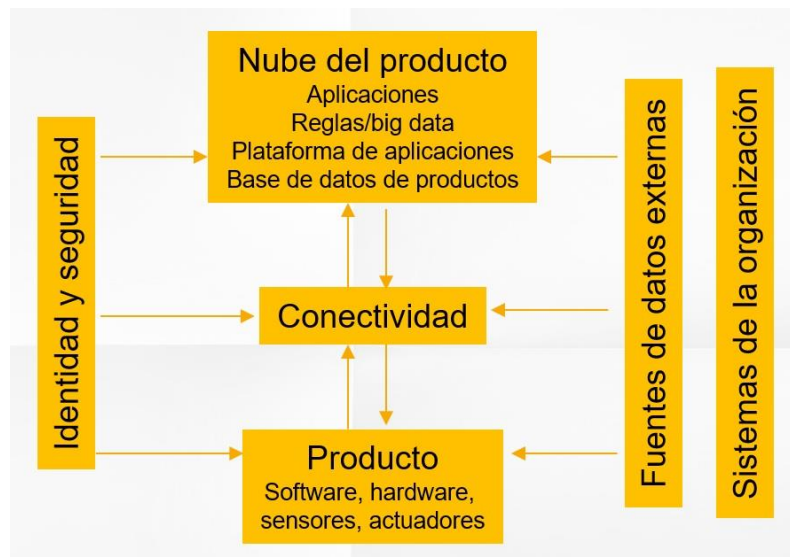 Nube del producto
Aplicaciones
Reglas/big data
Plataforma de aplicaciones
Base de datos de productos
Identidad y seguridad
Conectividad
Producto
Software, hardware,
sensores, actuadores
Fuentes de datos externas
Sistemas de la organización